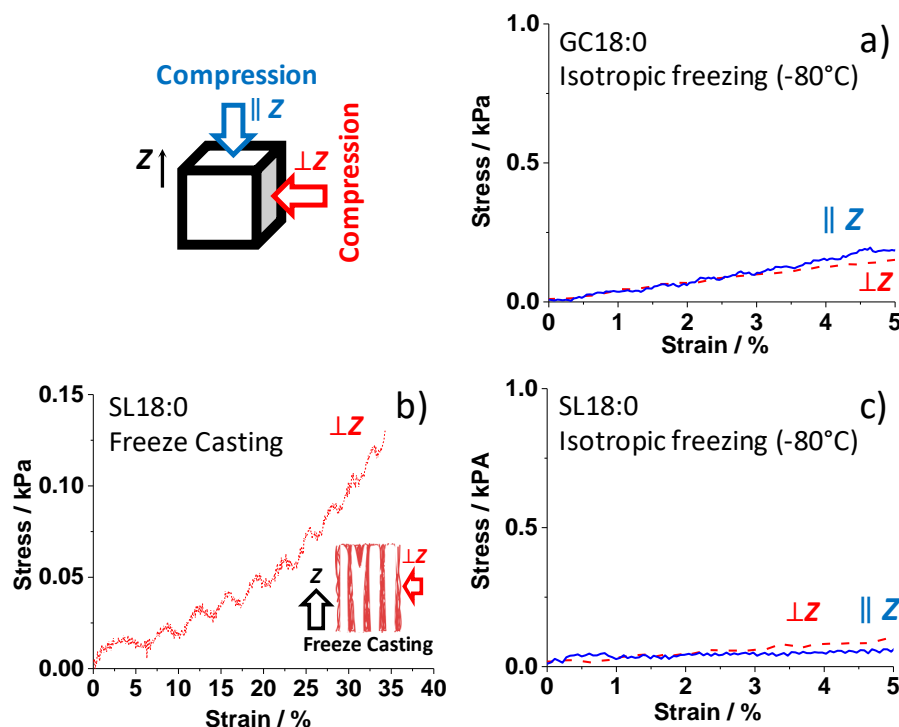 Compression
∥ Z
Z
⊥Z
Compression
a)
GC18:0
Isotropic freezing (-80°C)
1.0
0.5
0.0
Stress / kPa
∥ Z
⊥Z
0 1 2 3 4 5
Strain / %
b)
SL18:0
Freeze Casting
⊥Z
0.15
0.10
0.05
0.00
Stress / kPa
Z
⊥Z
Freeze Casting
0 5 10 15 20 25 30 35 40
Strain / %
c)
SL18:0
Isotropic freezing (-80°C)
1.0
0.5
0.0
Stress / kPA
⊥Z
∥ Z
0 1 2 3 4 5
Strain / %